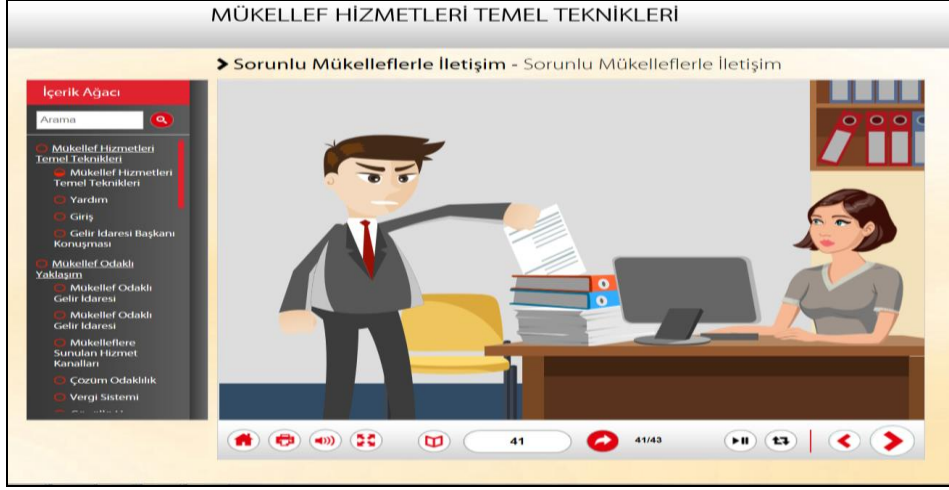 MÜKELLEF HİZMETLERİ TEMEL TEKNİKLERİ
Sorunlu Mükelleflerle İletişim - Sorunlu Mükelleflerle İletişim
İçerik Ağacı
Arama
Mükellef Hizmetleri
Temel Teknikleri
Mükellef Hizmetleri
Temel Teknikleri
Yardım
Giriş
Gelir İdaresi Başkanı
Konuşması
Mükellef Odaklı
Yaklaşım
Mükellef Odaklı
Gelir İdaresi
Mükellef Odaklı
Gelir İdaresi
Mükelleflere
Sunulan Hizmet
Kanalları
Çözüm Odaklılık
Vergi Sistemi
41
41/43